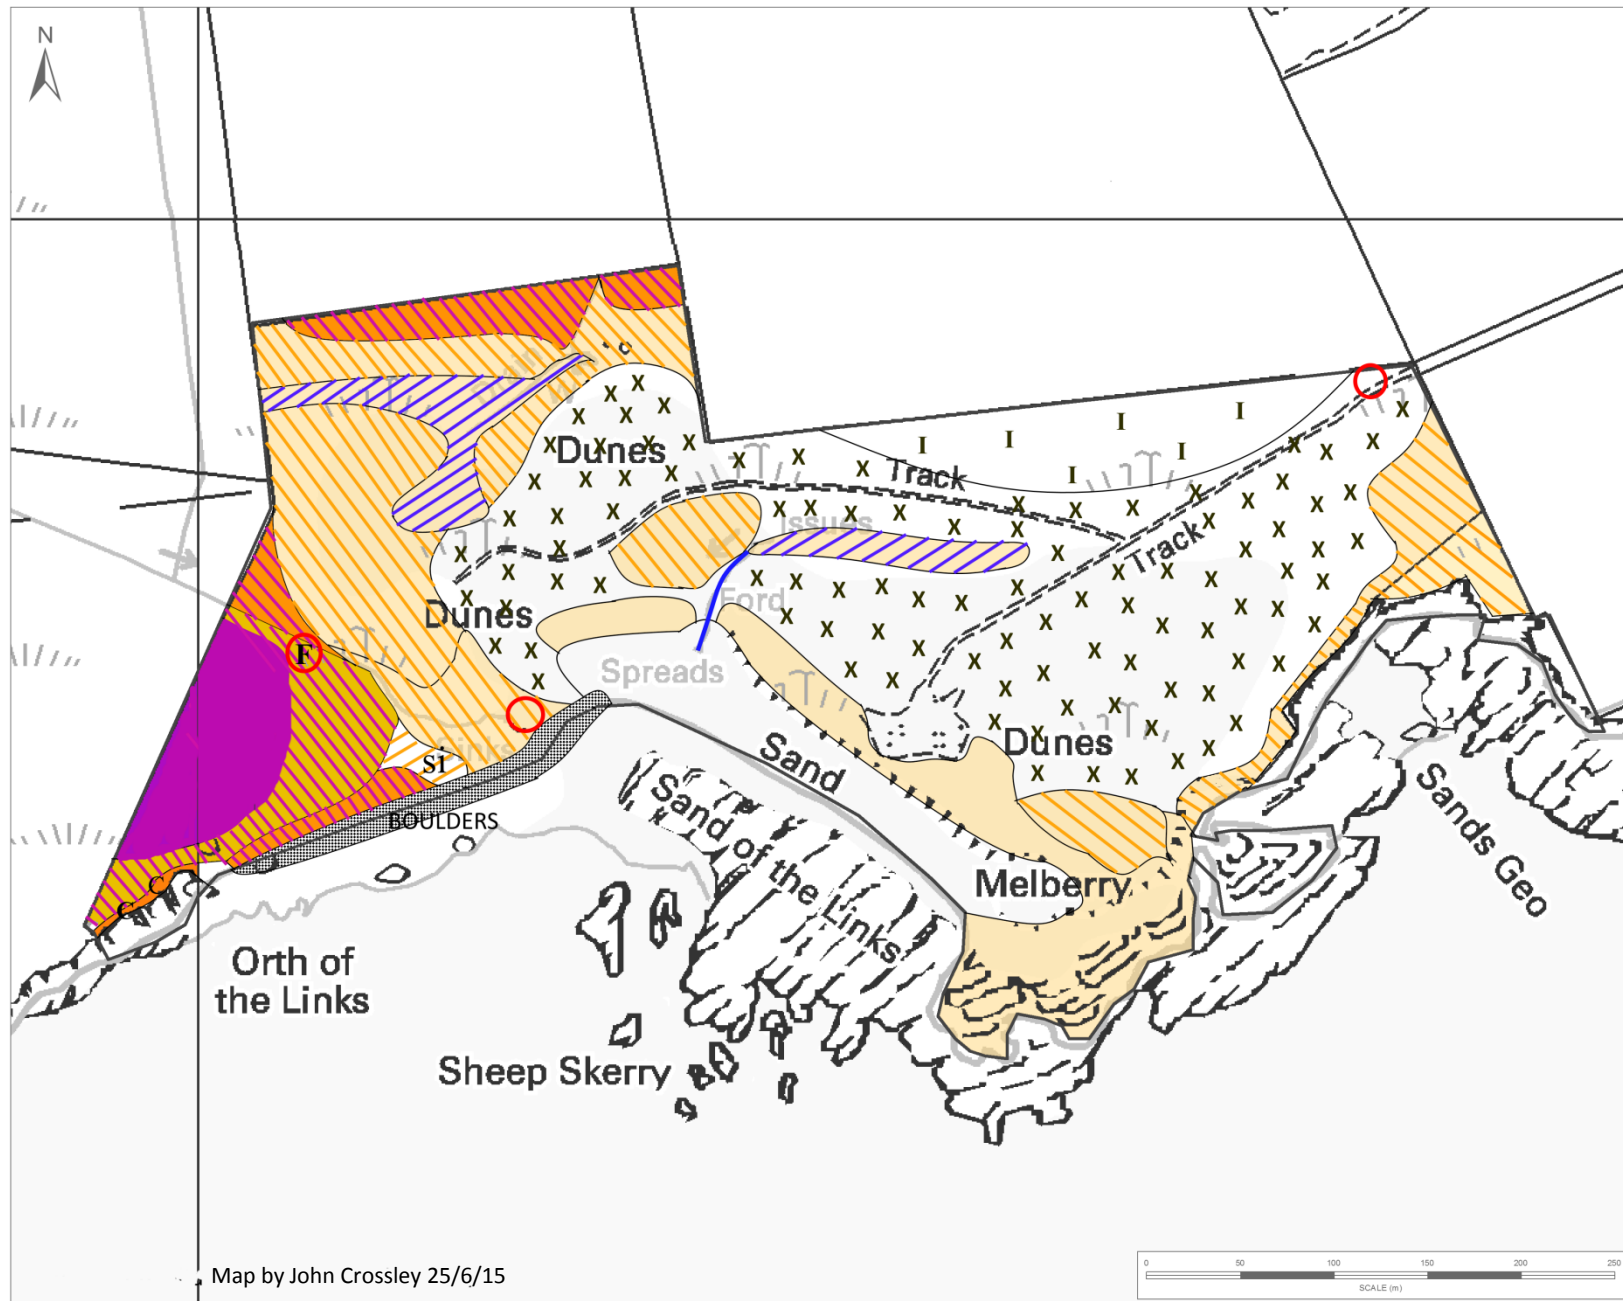 N
Drain
Dunes
Track
Issues
Track
Dunes
Ford
F
Spreads
Sinks
SI
Sand
Dunes
BOULDERS
Sand of the Links
Sands Geo
Melberry
C
C
Orth of
the Links
Sheep Skerry
Map by John Crossley 25/6/15
0 50 100 150 200 250
SCALE (m)